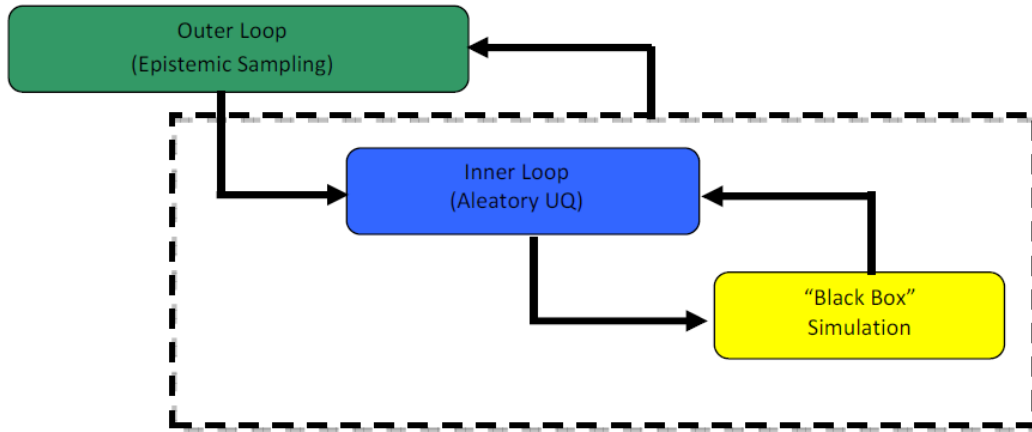 Outer Loop
(Epistemic Sampling)
Inner Loop
(Aleatory UQ)
“Black Box”
Simulation